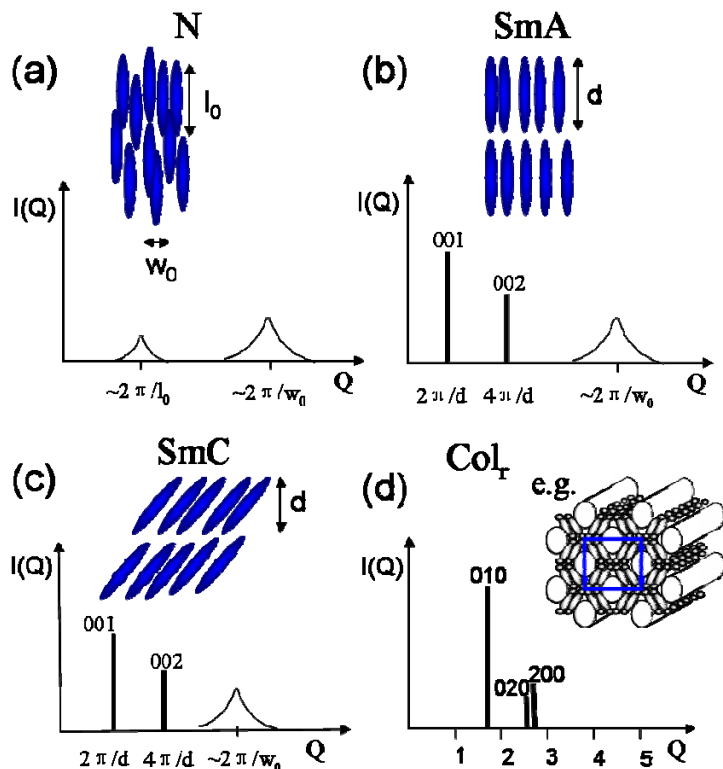 N
(a)
l₀
I(Q)
w₀
Q
~2π/l₀ ~2π/w₀
SmA
(b)
d
I(Q)
001
002
Q
2π/d 4π/d ~2π/w₀
SmC
(c)
d
I(Q)
001
002
Q
2π/d 4π/d ~2π/w₀
Colᵣ
(d)
e.g.
I(Q)
010
020
200
Q
1 2 3 4 5